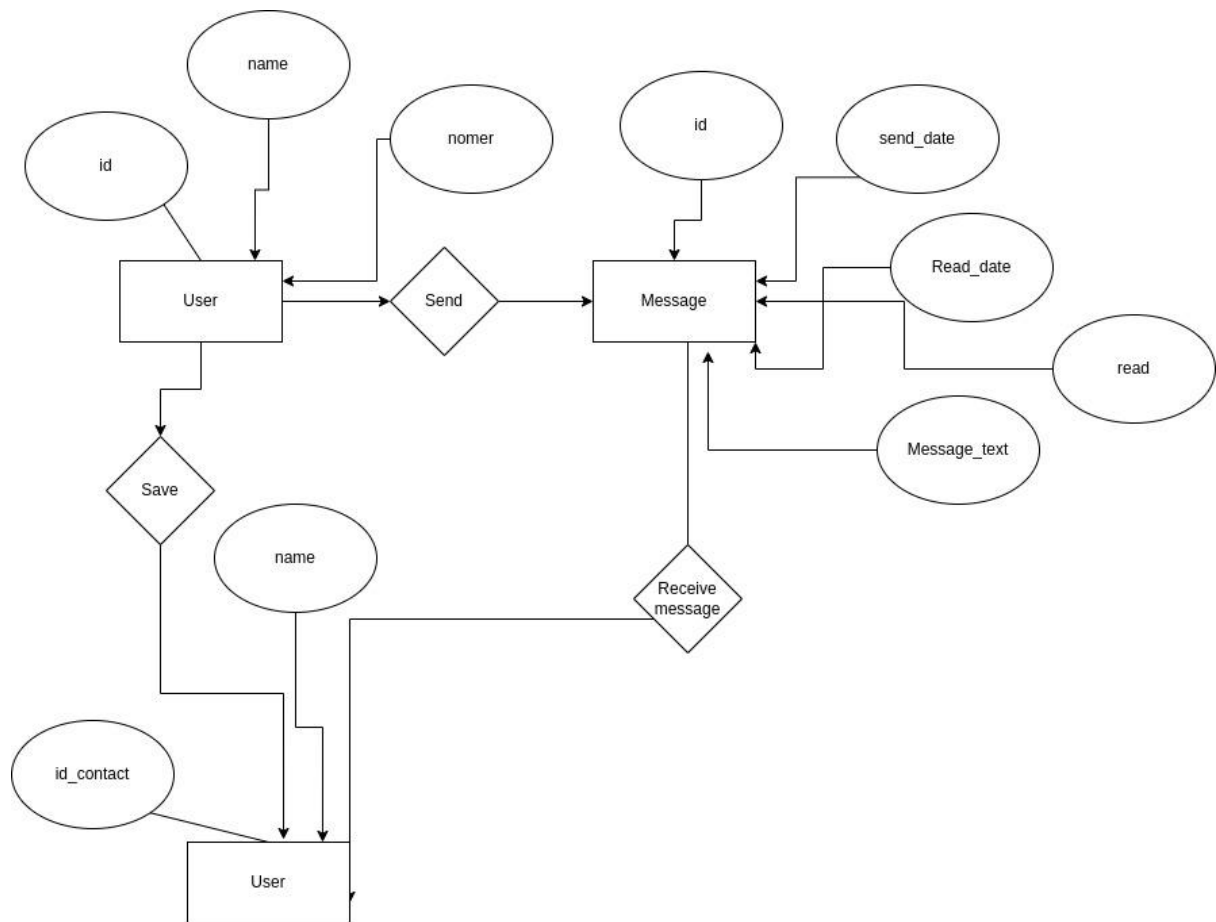 name
id
nomer
id
send_date
User
Send
Message
Read_date
read
Message_text
Save
name
Receive
message
id_contact
User